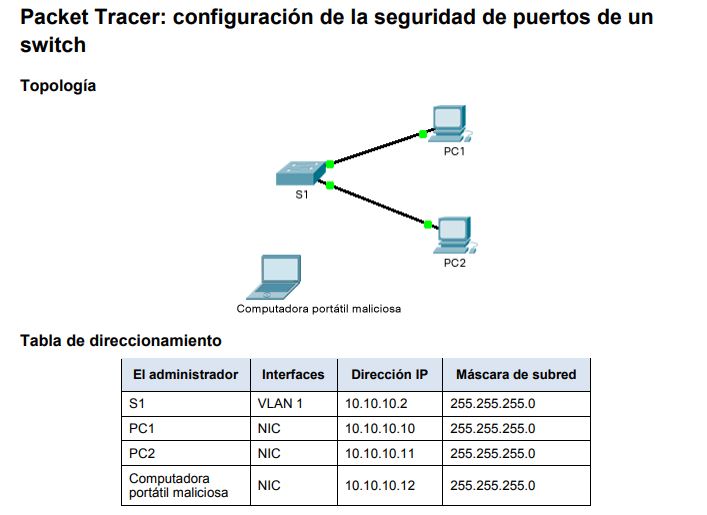 Packet Tracer: configuración de la seguridad de puertos de un
switch
Topología
PC1
S1
PC2
Computadora portátil maliciosa
Tabla de direccionamiento
El administrador Interfaces Dirección IP Máscara de subred
S1 VLAN 1 10.10.10.2 255.255.255.0
PC1 NIC 10.10.10.10 255.255.255.0
PC2 NIC 10.10.10.11 255.255.255.0
Computadora
portátil maliciosa NIC 10.10.10.12 255.255.255.0